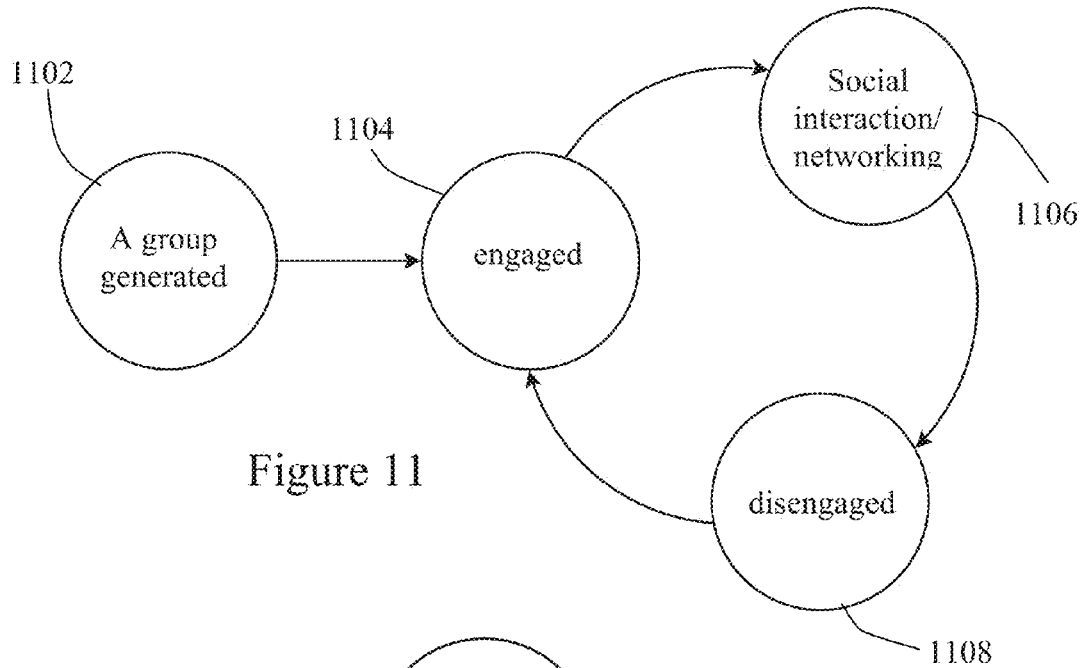 1102
A group
generated
1104
engaged
Social
interaction/
networking
1106
Figure 11
disengaged
1108